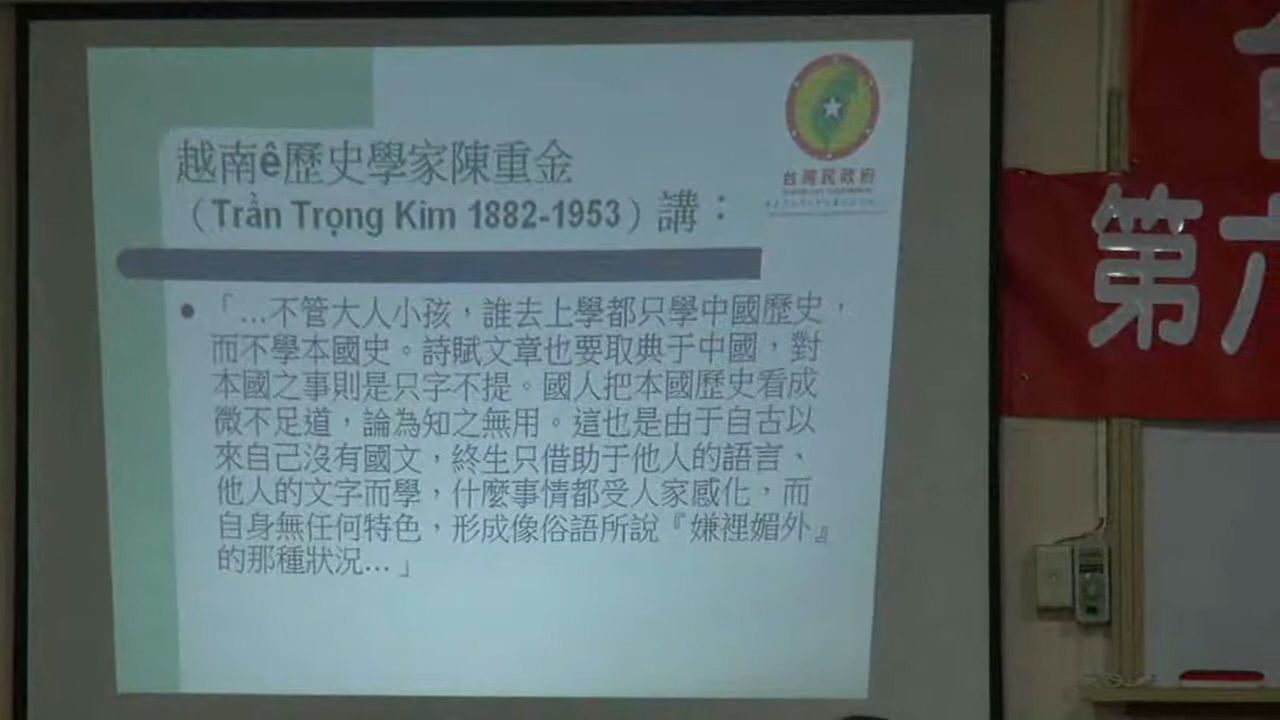 越南ê歷史學家陳重金
（Trần Trọng Kim 1882-1953）講：
台灣民政府
• 「...不管大人小孩，誰去上學都只學中國歷史，
而不學本國史。詩賦文章也要取典于中國，對
本國之事則是只字不提。國人把本國歷史看成
微不足道，論為知之無用。這也是由于自古以
來自己沒有國文，終生只借助于他人的語言、
他人的文字而學，什麼事情都受人家感化，而
自身無任何特色，形成像俗語所說『嫌裡媚外』
的那種狀況...」
第六